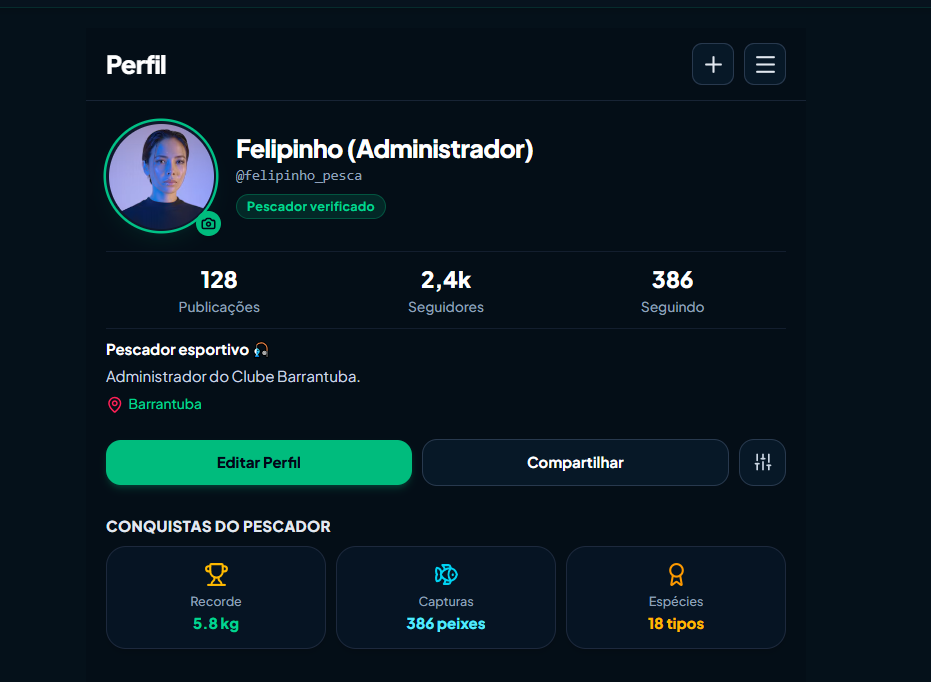 Perfil
Felipinho (Administrador)
@felipinho_pesca
Pescador verificado
128
Publicações
2,4k
Seguidores
386
Seguindo
Pescador esportivo 🎣
Administrador do Clube Barrantuba.
Barrantuba
Editar Perfil
Compartilhar
CONQUISTAS DO PESCADOR
Recorde
5.8 kg
Capturas
386 peixes
Espécies
18 tipos